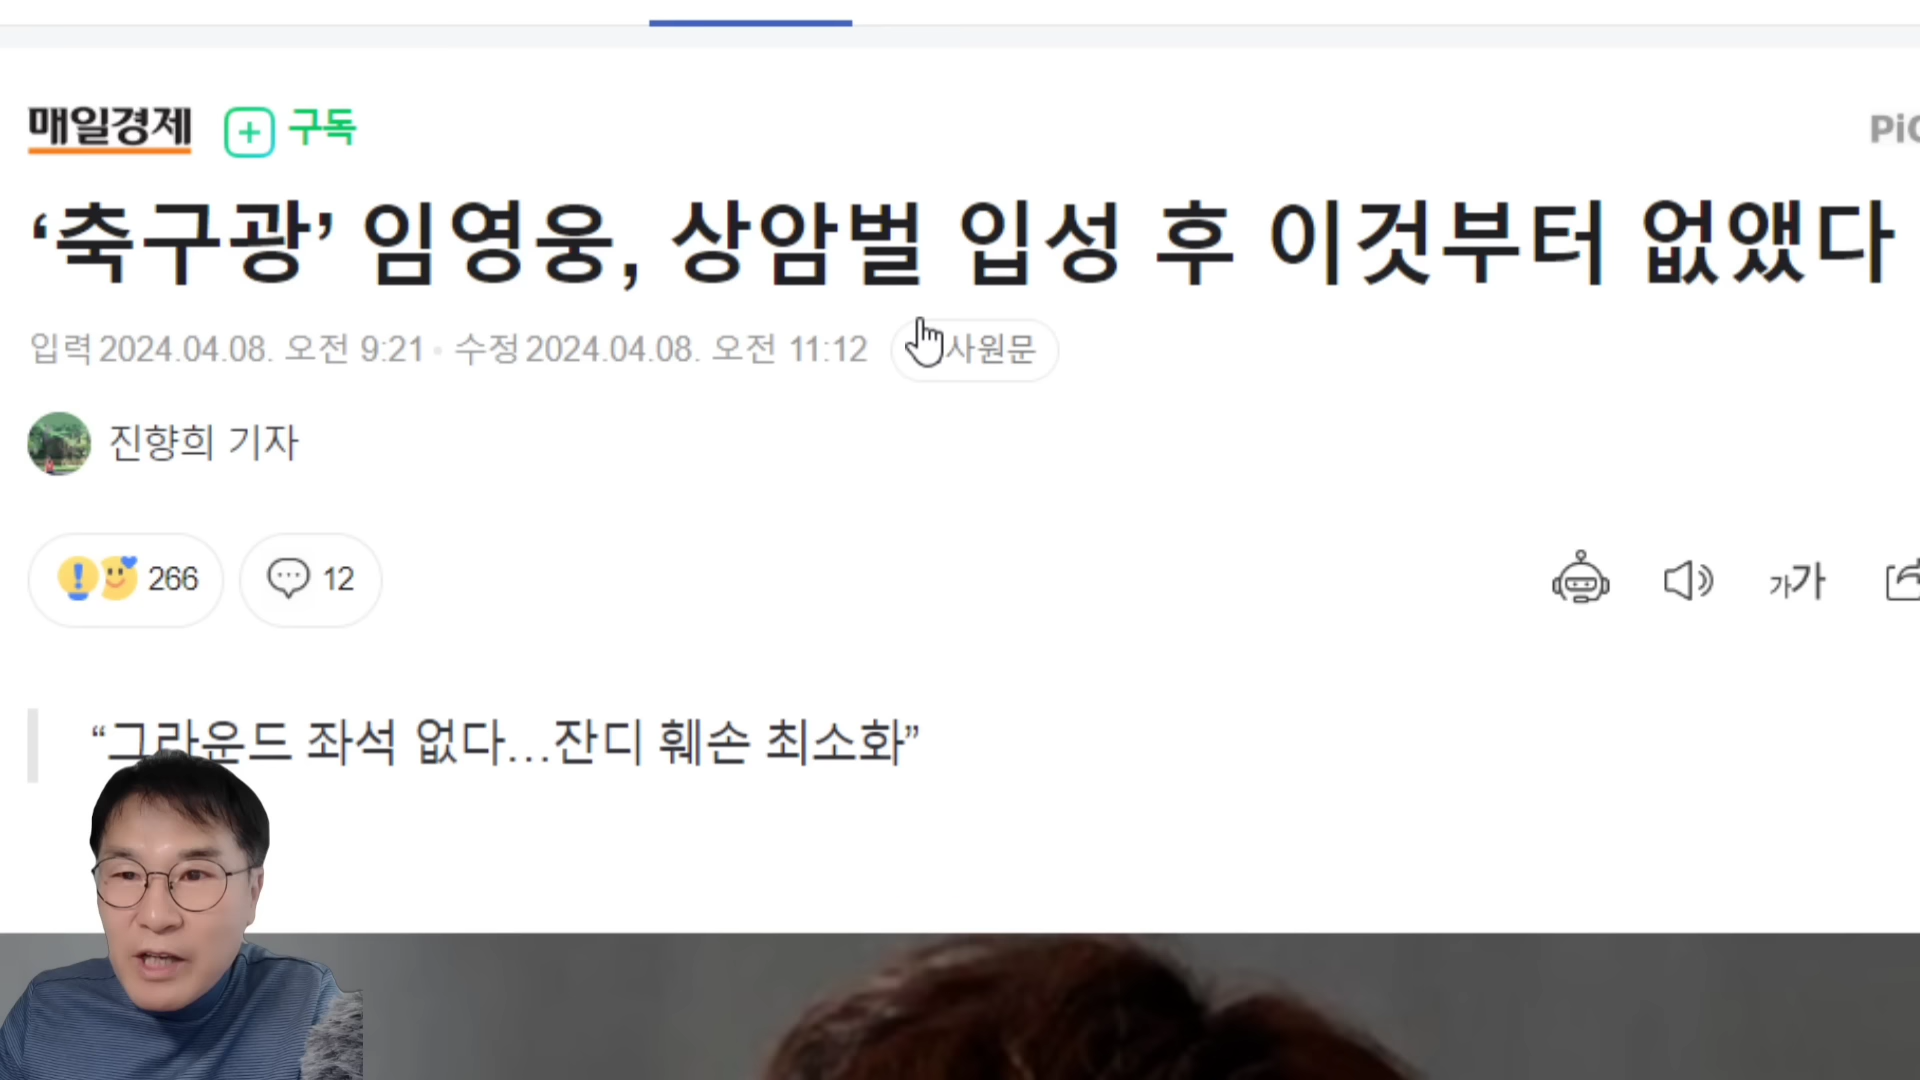 매일경제 구독
‘축구광’ 임영웅, 상암벌 입성 후 이것부터 없앴다
입력 2024.04.08. 오전 9:21 · 수정 2024.04.08. 오전 11:12 사원문
진향희 기자
266 12
가가
“그라운드 좌석 없다…잔디 훼손 최소화”